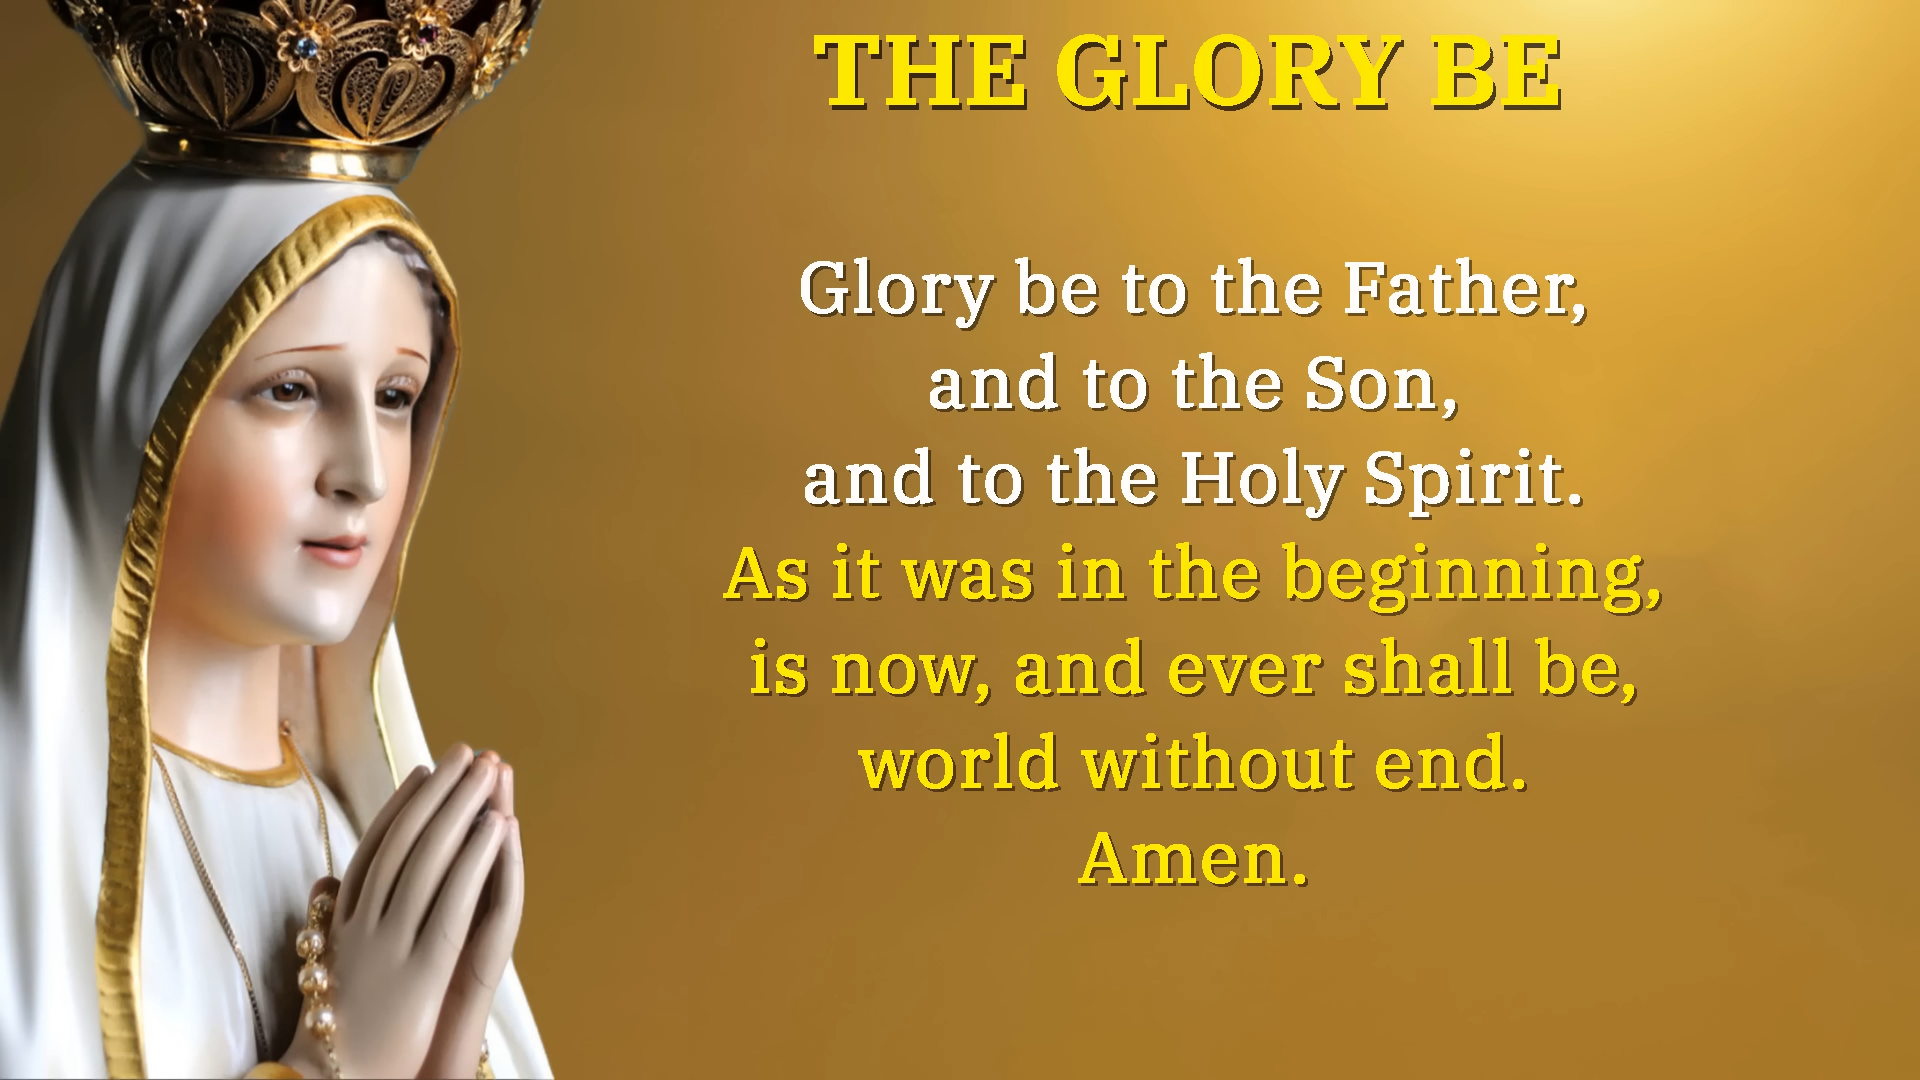 THE GLORY BE
Glory be to the Father,
and to the Son,
and to the Holy Spirit.
As it was in the beginning,
is now, and ever shall be,
world without end.
Amen.